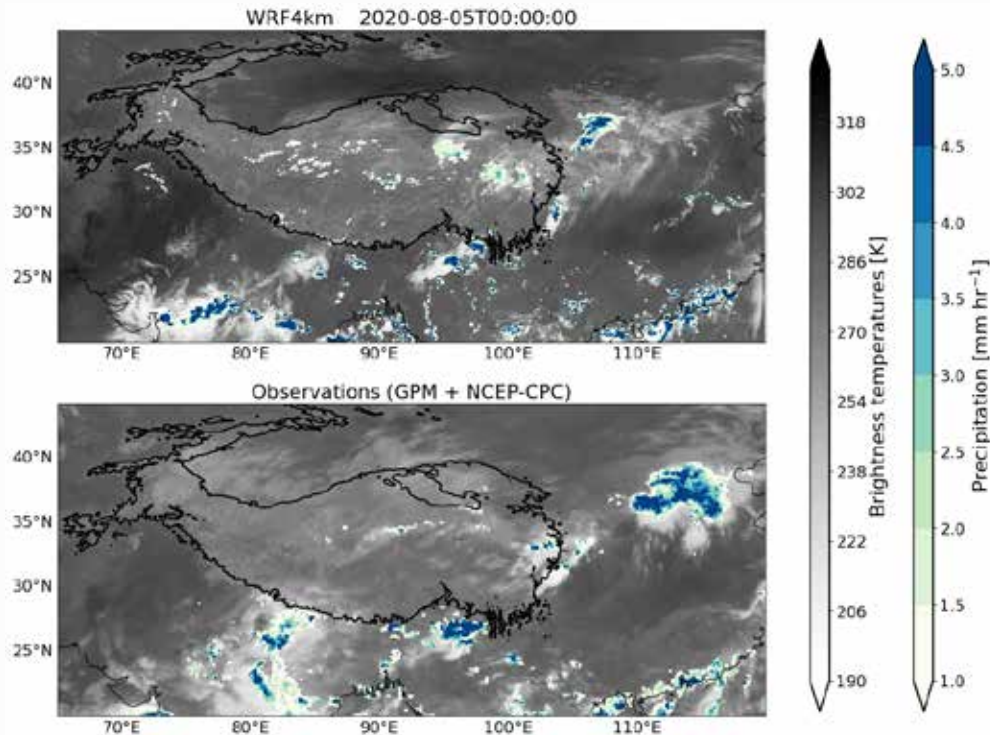 WRF4km 2020-08-05T00:00:00
40°N
35°N
30°N
25°N
70°E 80°E 90°E 100°E 110°E
Observations (GPM + NCEP-CPC)
40°N
35°N
30°N
25°N
70°E 80°E 90°E 100°E 110°E
318
302
286
270
254
238
222
206
190
Brightness temperatures [K]
5.0
4.5
4.0
3.5
3.0
2.5
2.0
1.5
1.0
Precipitation [mm hr⁻¹]